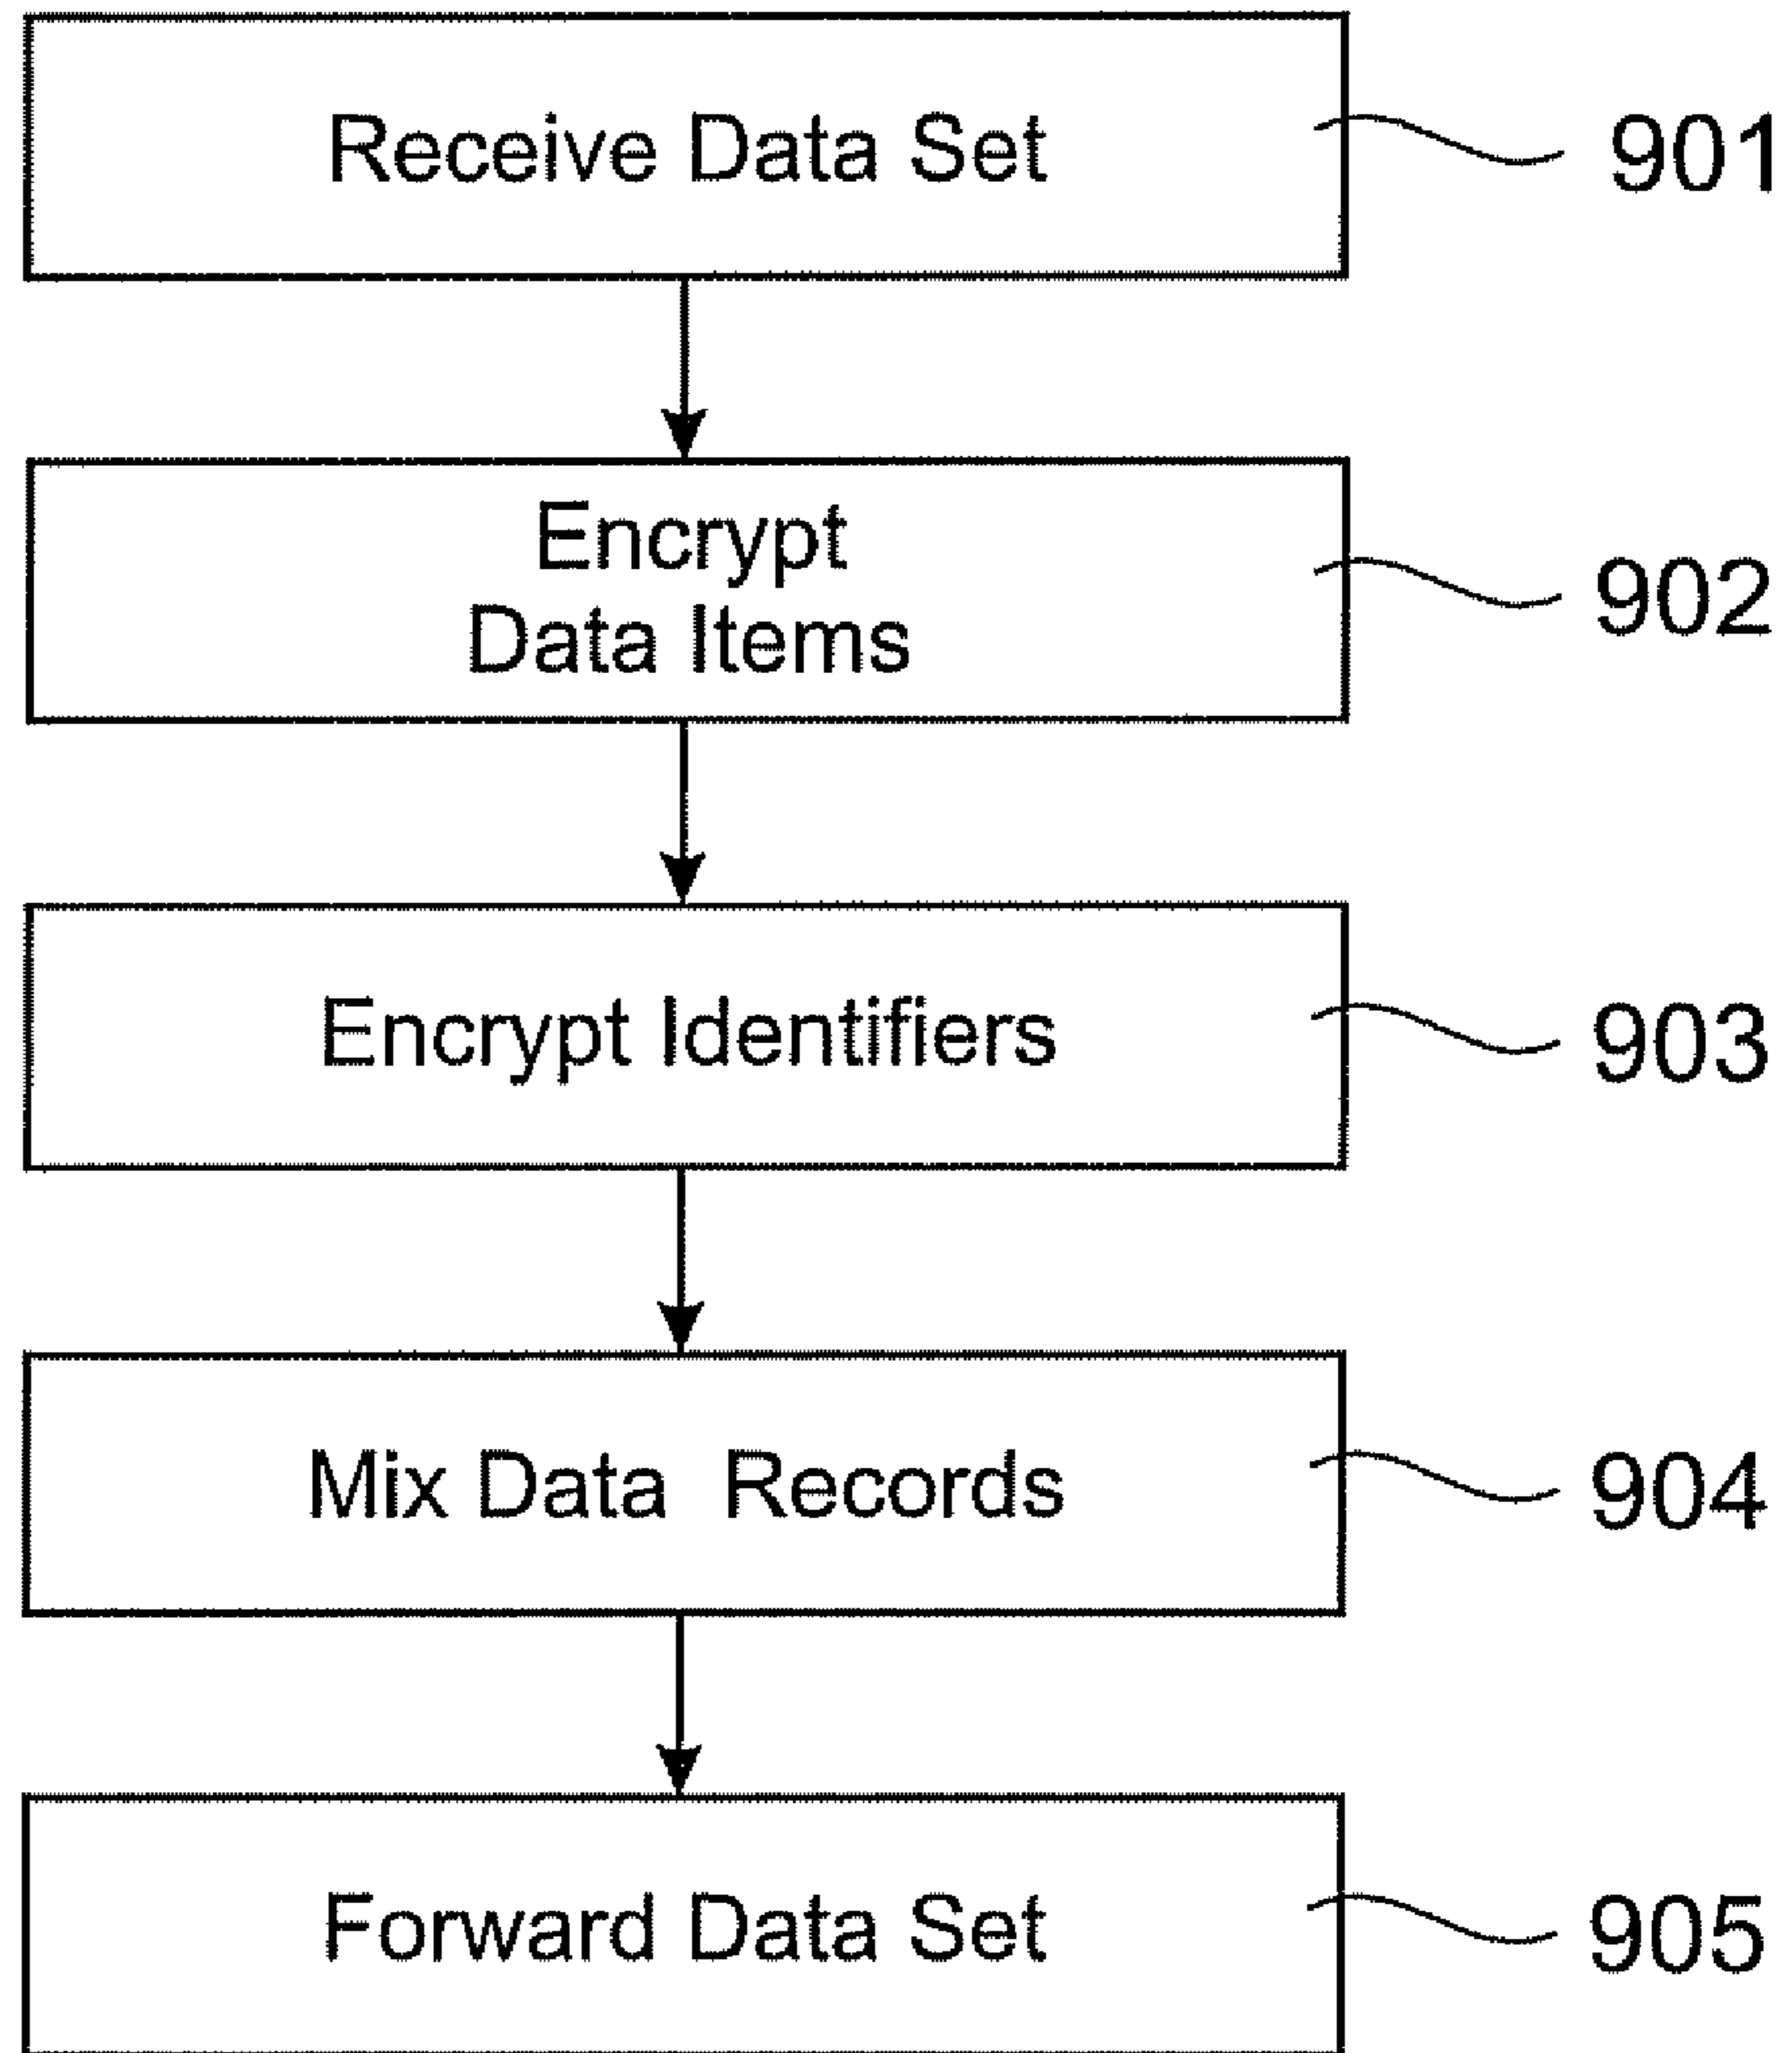 Receive Data Set
901
Encrypt
Data Items
902
Encrypt Identifiers
903
Mix Data Records
904
Forward Data Set
905